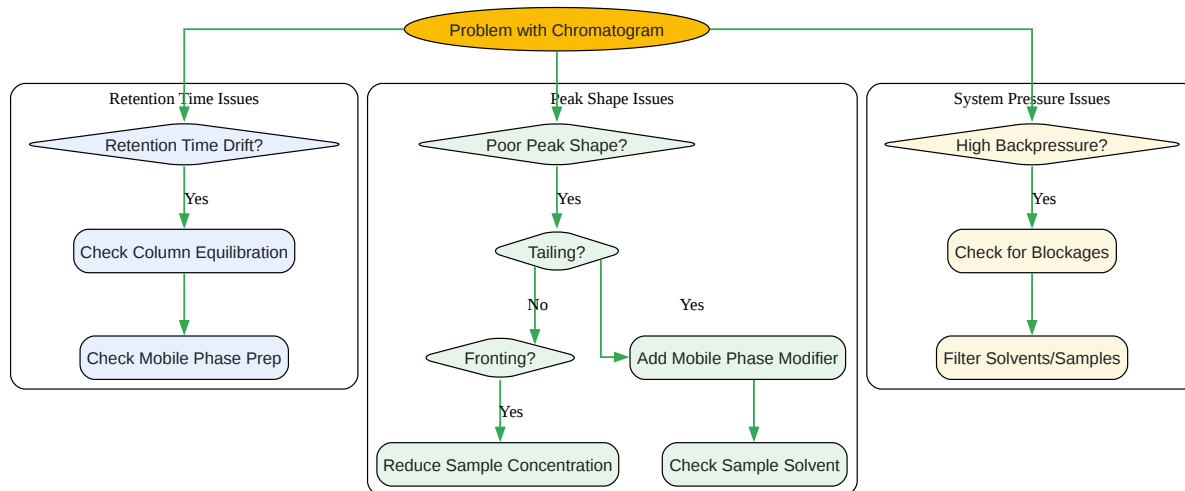 Problem with Chromatogram
Retention Time Issues
Retention Time Drift?
Yes
Check Column Equilibration
Check Mobile Phase Prep
Peak Shape Issues
Poor Peak Shape?
Yes
Tailing?
No
Yes
Fronting?
Add Mobile Phase Modifier
Yes
Reduce Sample Concentration
Check Sample Solvent
System Pressure Issues
High Backpressure?
Yes
Check for Blockages
Filter Solvents/Samples